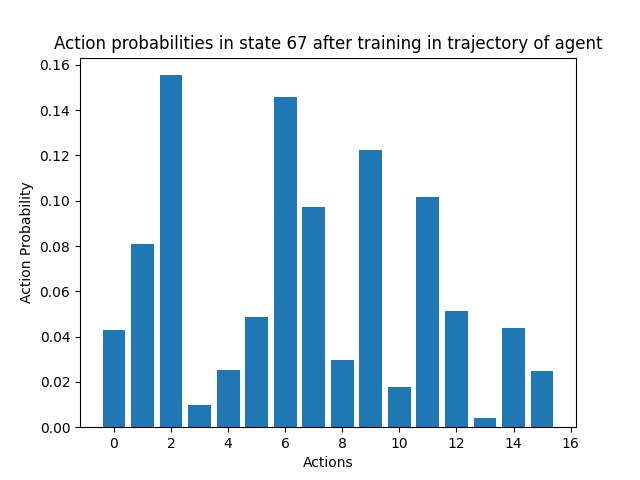 Action probabilities in state 67 after training in trajectory of agent
0.16
0.14
0.12
0.10
0.08
0.06
0.04
0.02
0.00
Action Probability
0 2 4 6 8 10 12 14 16
Actions